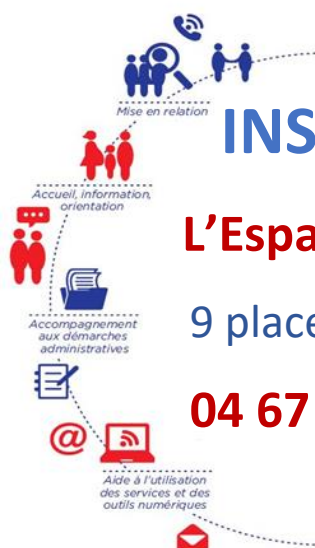 Mise en relation
INS
Accueil, information,
orientation
L'Espa
9 place
Accompagnement
aux démarches
administratives
04 67
@
Aide à l'utilisation
des services et des
outils numériques